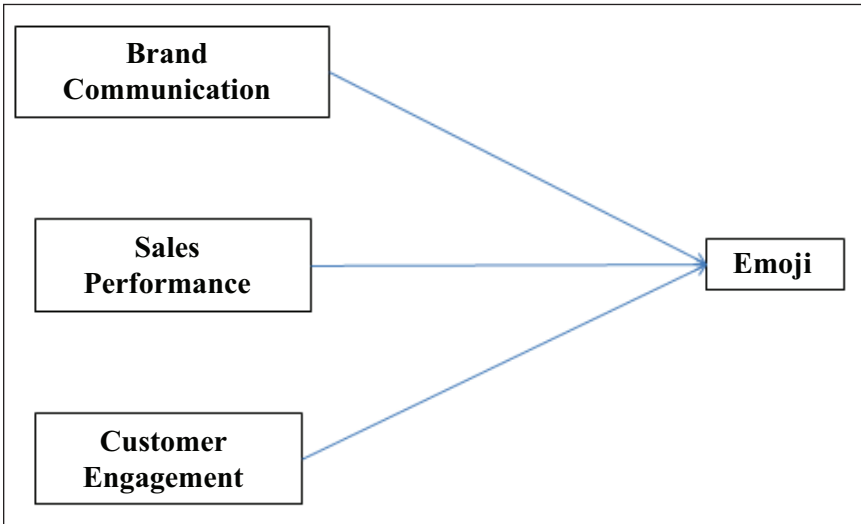 Brand
Communication
Sales
Performance
Emoji
Customer
Engagement